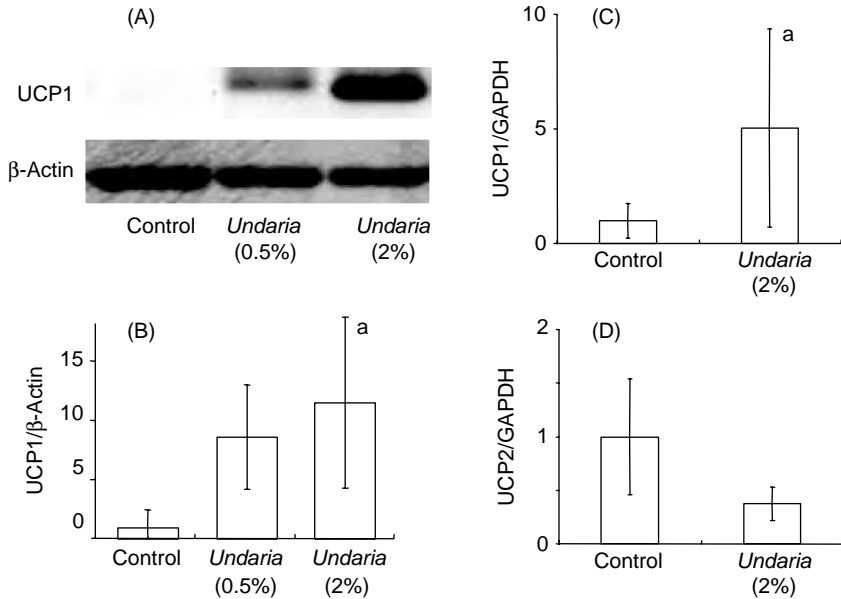 (A)
UCP1
β-Actin
Control Undaria Undaria
(0.5%) (2%)
(B)
UCP1/β-Actin
15
10
5
0
a
Control Undaria Undaria
(0.5%) (2%)
(C)
UCP1/GAPDH
10
5
0
a
Control Undaria
(2%)
(D)
UCP2/GAPDH
2
1
0
Control Undaria
(2%)